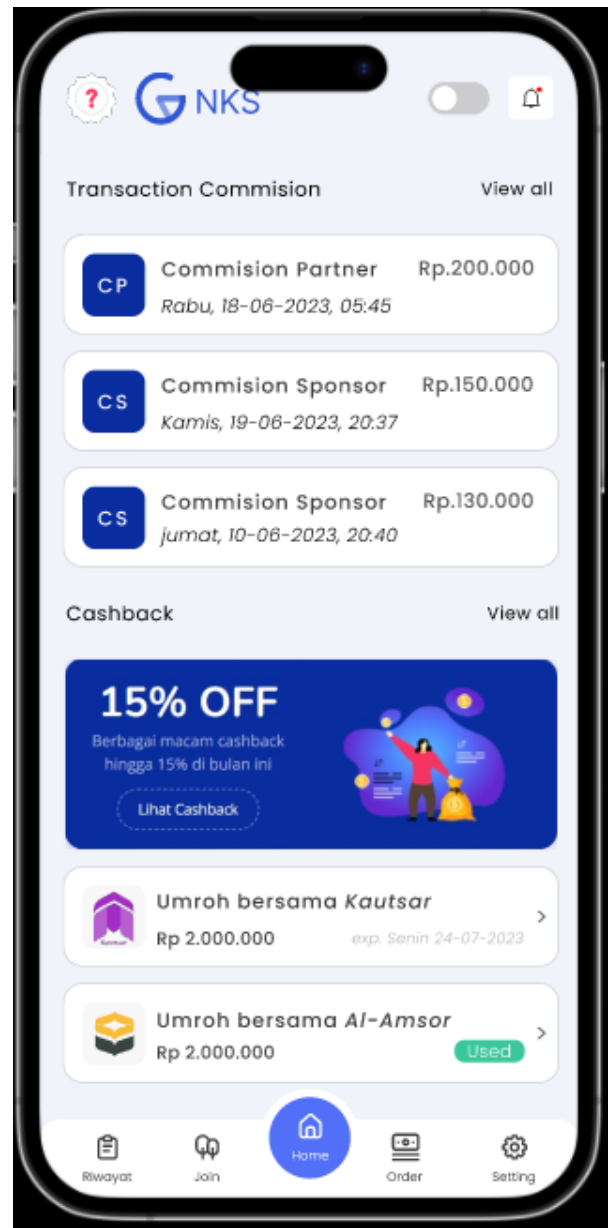 ?
NKS
Transaction Commision View all
CP
Commision Partner Rp.200.000
Rabu, 18-06-2023, 05:45
CS
Commision Sponsor Rp.150.000
Kamis, 19-06-2023, 20:37
CS
Commision Sponsor Rp.130.000
jumat, 10-06-2023, 20:40
Cashback View all
15% OFF
Berbagai macam cashback
hingga 15% di bulan ini
Lihat Cashback
Umroh bersama Kautsar
Rp 2.000.000 exp. Senin 24-07-2023
Umroh bersama Al-Amsor
Rp 2.000.000 Used
Riwayat Join Home Order Setting